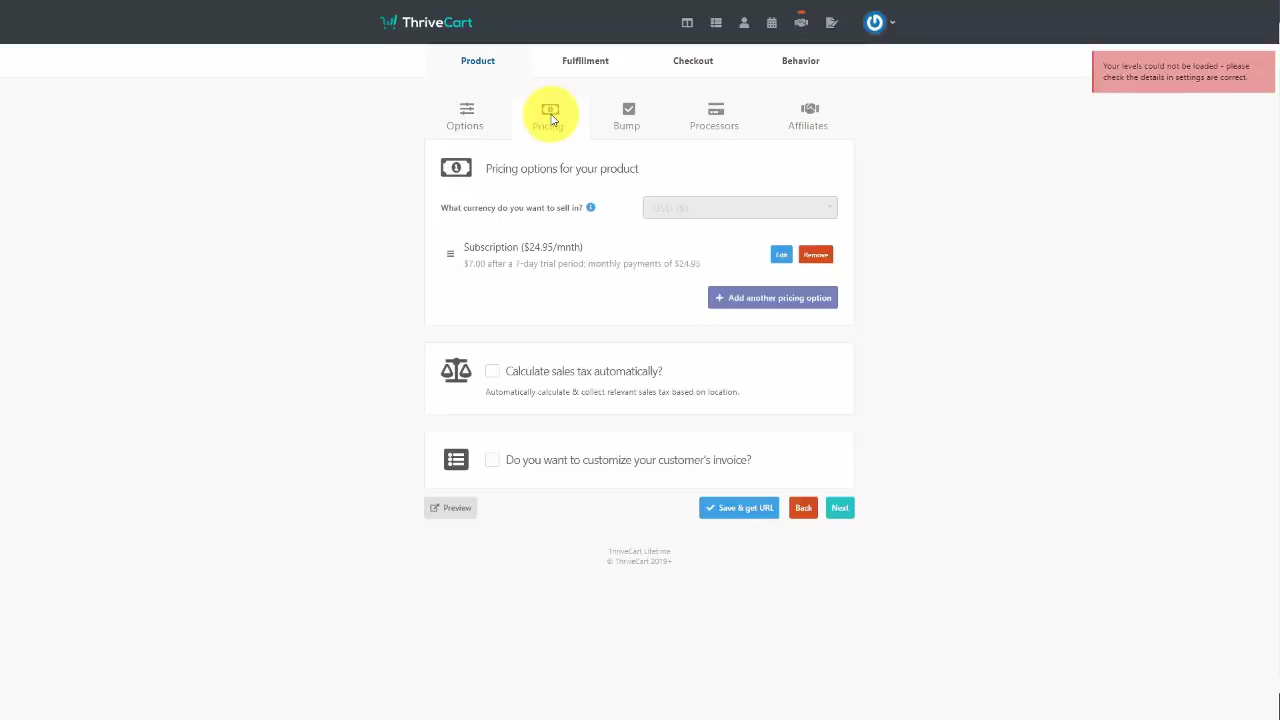 ThriveCart
Product
Fulfillment
Checkout
Behavior
Your levels could not be loaded - please
check the details in settings are correct.
Options
Pricing
Bump
Processors
Affiliates
Pricing options for your product
What currency do you want to sell in?
USD ($)
Subscription ($24.95/mnth)
$7.00 after a 7-day trial period; monthly payments of $24.95
Edit
Remove
Add another pricing option
Calculate sales tax automatically?
Automatically calculate & collect relevant sales tax based on location.
Do you want to customize your customer's invoice?
Preview
Save & get URL
Back
Next
ThriveCart Lifetime
© ThriveCart 2019+